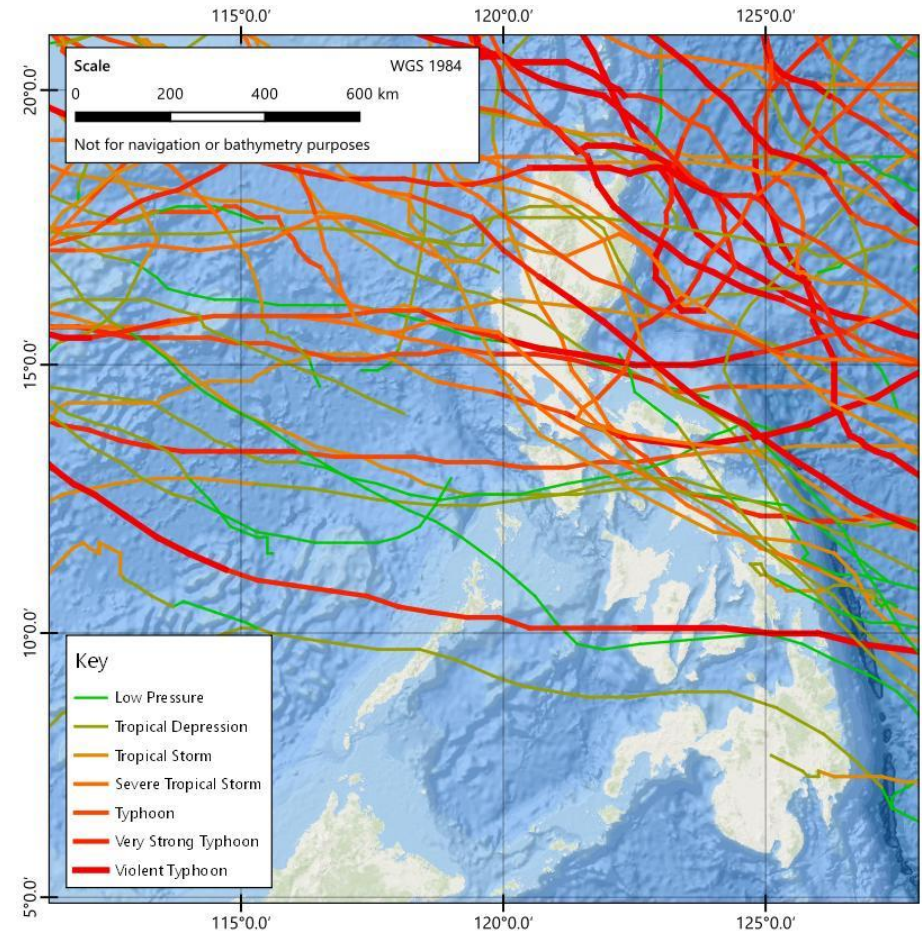 115°0.0′ 120°0.0′ 125°0.0′
Scale WGS 1984
0 200 400 600 km
Not for navigation or bathymetry purposes
20°0.0′
15°0.0′
10°0.0′
5°0.0′
Key
Low Pressure
Tropical Depression
Tropical Storm
Severe Tropical Storm
Typhoon
Very Strong Typhoon
Violent Typhoon
115°0.0′ 120°0.0′ 125°0.0′